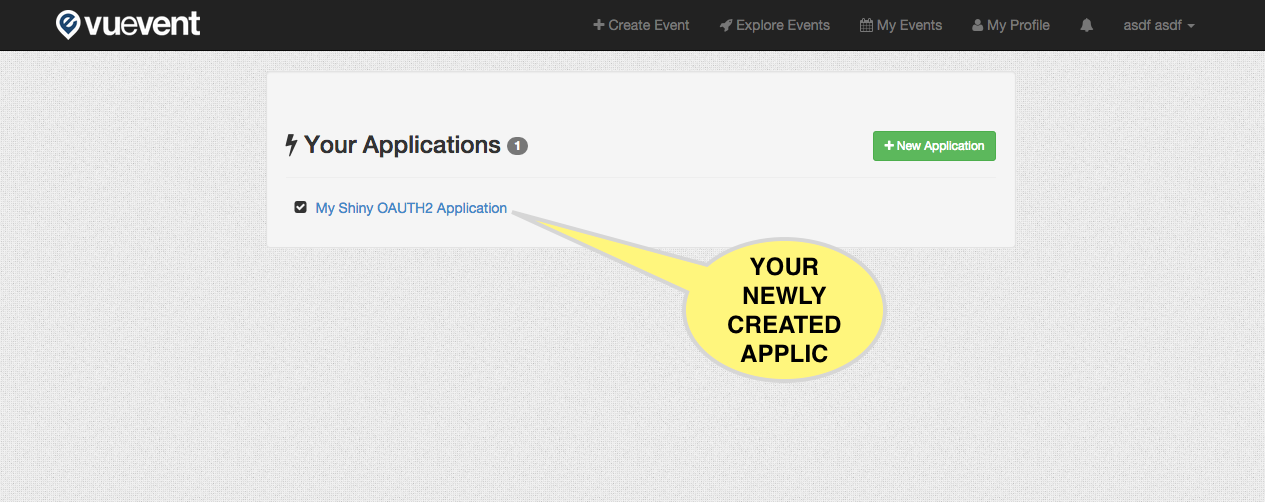 vuevent
Create Event Explore Events My Events My Profile asdf asdf
Your Applications 1
New Application
My Shiny OAUTH2 Application
YOUR
NEWLY
CREATED
APPLIC